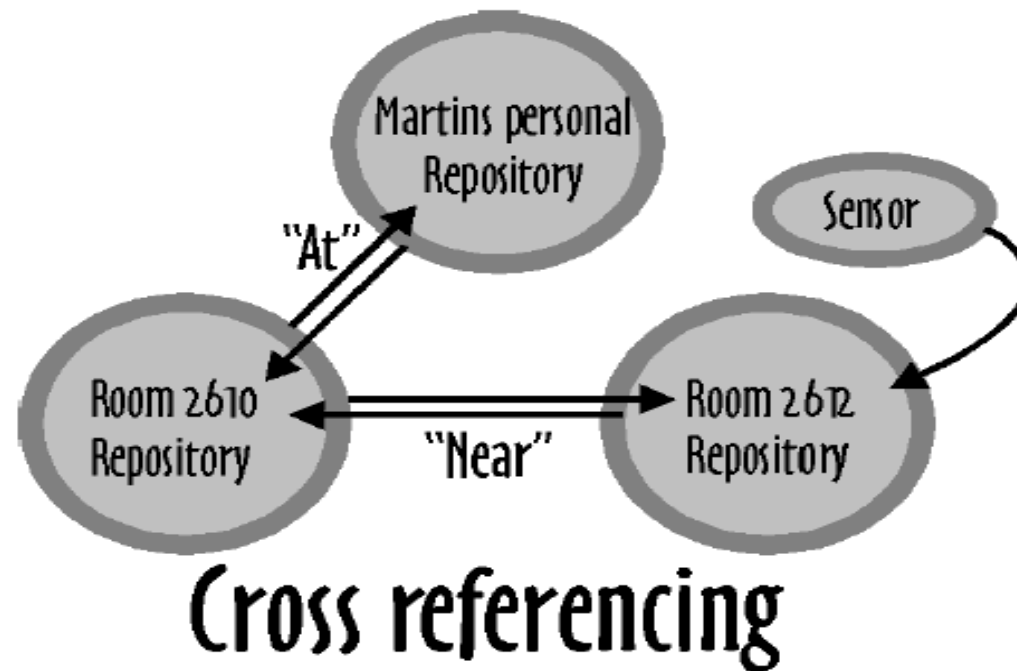 Martins personal
Repository
Sensor
“At”
Room 2610
Repository
Room 2612
Repository
“Near”
Cross referencing